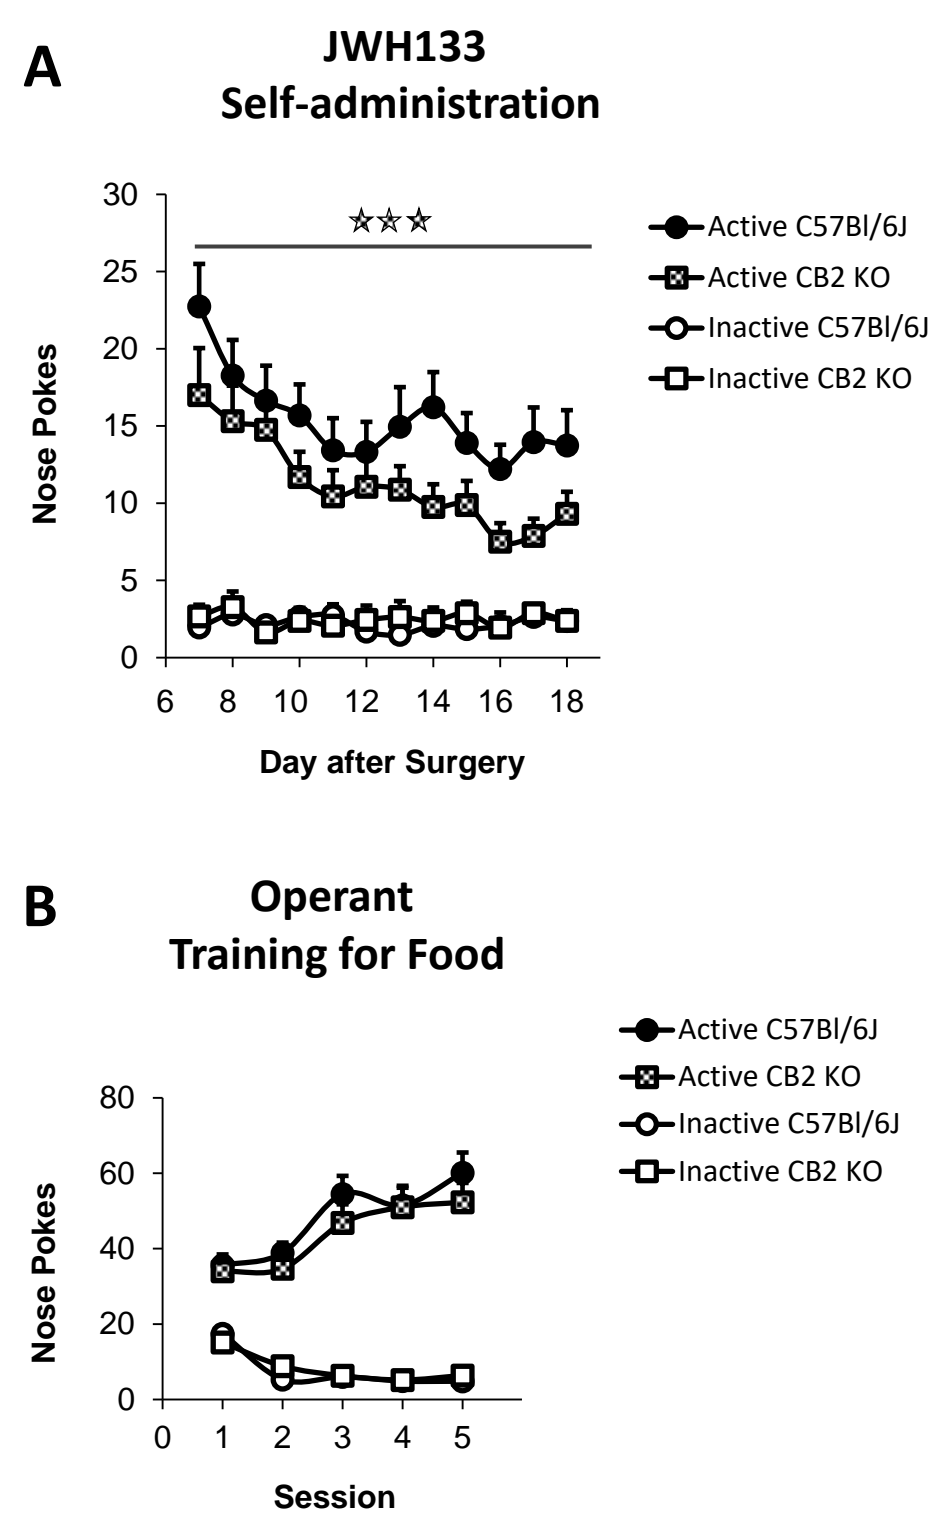 A
JWH133
Self-administration
30
25
20
15
10
5
0
Nose Pokes
6 8 10 12 14 16 18
Day after Surgery
Active C57Bl/6J
Active CB2 KO
Inactive C57Bl/6J
Inactive CB2 KO
B
Operant
Training for Food
80
60
40
20
0
Nose Pokes
0 1 2 3 4 5
Session
Active C57Bl/6J
Active CB2 KO
Inactive C57Bl/6J
Inactive CB2 KO